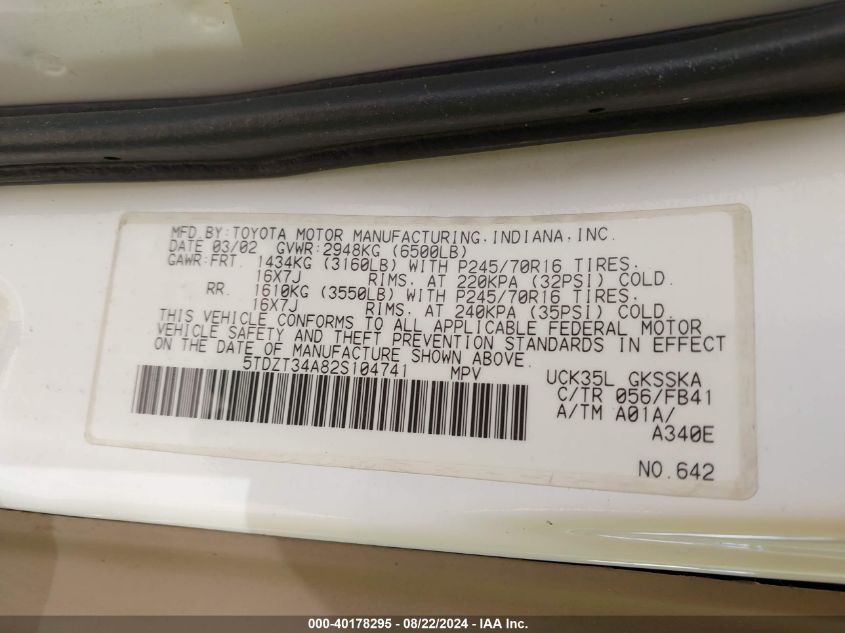 MFD.BY:TOYOTA MOTOR MANUFACTURING.INDIANA,INC.
DATE 03/02 GVWR:2948KG (6500LB)
GAWR:FRT. 1434KG (3160LB) WITH P245/70R16 TIRES.
16X7J RIMS. AT 220KPA (32PSI) COLD.
RR. 1610KG (3550LB) WITH P245/70R16 TIRES.
16X7J RIMS. AT 240KPA (35PSI) COLD.
THIS VEHICLE CONFORMS TO ALL APPLICABLE FEDERAL MOTOR
VEHICLE SAFETY AND THEFT PREVENTION STANDARDS IN EFFECT
ON THE DATE OF MANUFACTURE SHOWN ABOVE.
5TDZT34A82S104741 MPV
UCK35L GKSSKA
C/TR 056/FB41
A/TM A01A/
A340E
NO.642
000-40178295 - 08/22/2024 - IAA Inc.